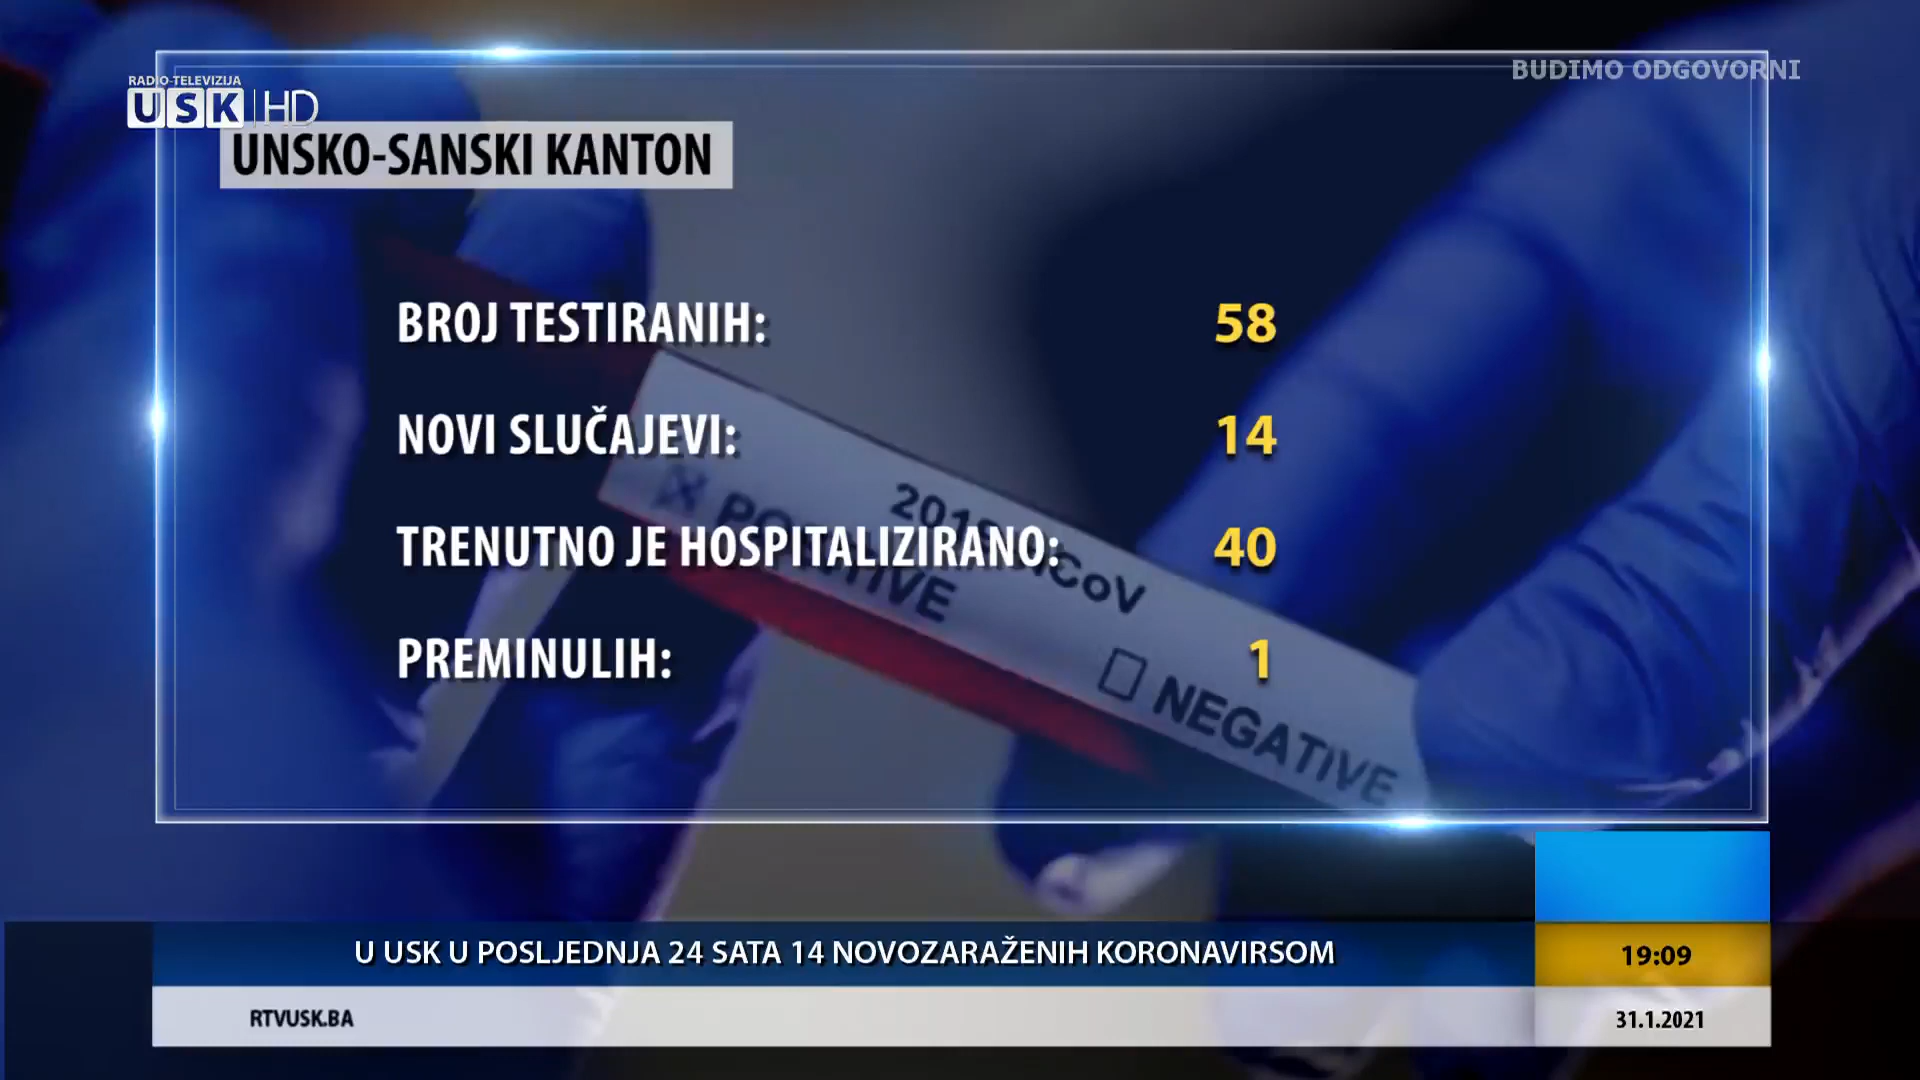 RADIO-TELEVIZIJA
USK HD
BUDIMO ODGOVORNI
UNSKO-SANSKI KANTON
BROJ TESTIRANIH: 58
NOVI SLUČAJEVI: 14
TRENUTNO JE HOSPITALIZIRANO: 40
PREMINULIH: 1
POSITIVE
NEGATIVE
U USK U POSLJEDNJA 24 SATA 14 NOVOZARAŽENIH KORONAVIRSOM
19:09
RTVUSK.BA
31.1.2021